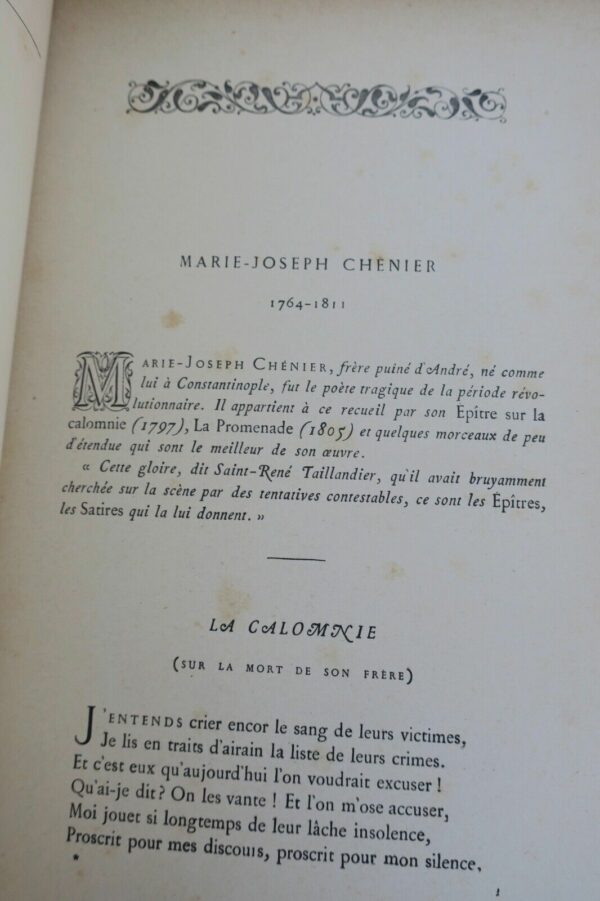 MARIE-JOSEPH CHÉNIER
1764-1811
MARIE-JOSEPH CHÉNIER, frère puiné d'André, né comme
lui à Constantinople, fut le poète tragique de la période révo-
lutionnaire. Il appartient à ce recueil par son Epître sur la
calomnie (1797), La Promenade (1805) et quelques morceaux de peu
d'étendue qui sont le meilleur de son œuvre.
« Cette gloire, dit Saint-René Taillandier, qu'il avait bruyamment
cherchée sur la scène par des tentatives contestables, ce sont les Épîtres,
les Satires qui la lui donnent. »
LA CALOMNIE
(SUR LA MORT DE SON FRÈRE)
J'ENTENDS crier encor le sang de leurs victimes,
Je lis en traits d'airain la liste de leurs crimes.
Et c'est eux qu'aujourd'hui l'on voudrait excuser !
Qu'ai-je dit ? On les vante ! Et l'on m'ose accuser,
Moi jouet si longtemps de leur lâche insolence,
Proscrit pour mes discours, proscrit pour mon silence,
*
1